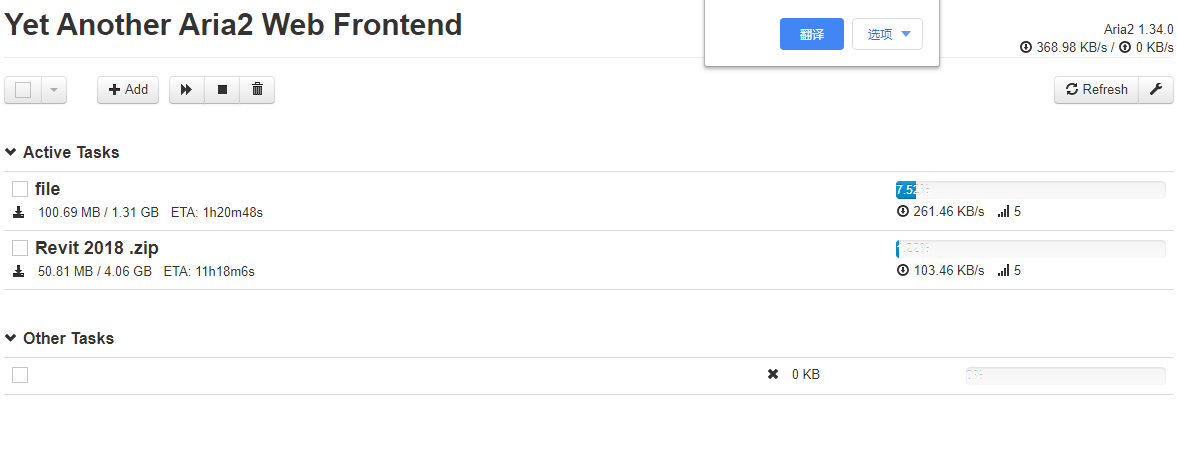 Yet Another Aria2 Web Frontend
翻译 选项
Aria2 1.34.0
368.98 KB/s / 0 KB/s
Add
Refresh
Active Tasks
file
7.52%
100.69 MB / 1.31 GB ETA: 1h20m48s
261.46 KB/s 5
Revit 2018 .zip
50.81 MB / 4.06 GB ETA: 11h18m6s
103.46 KB/s 5
Other Tasks
0 KB